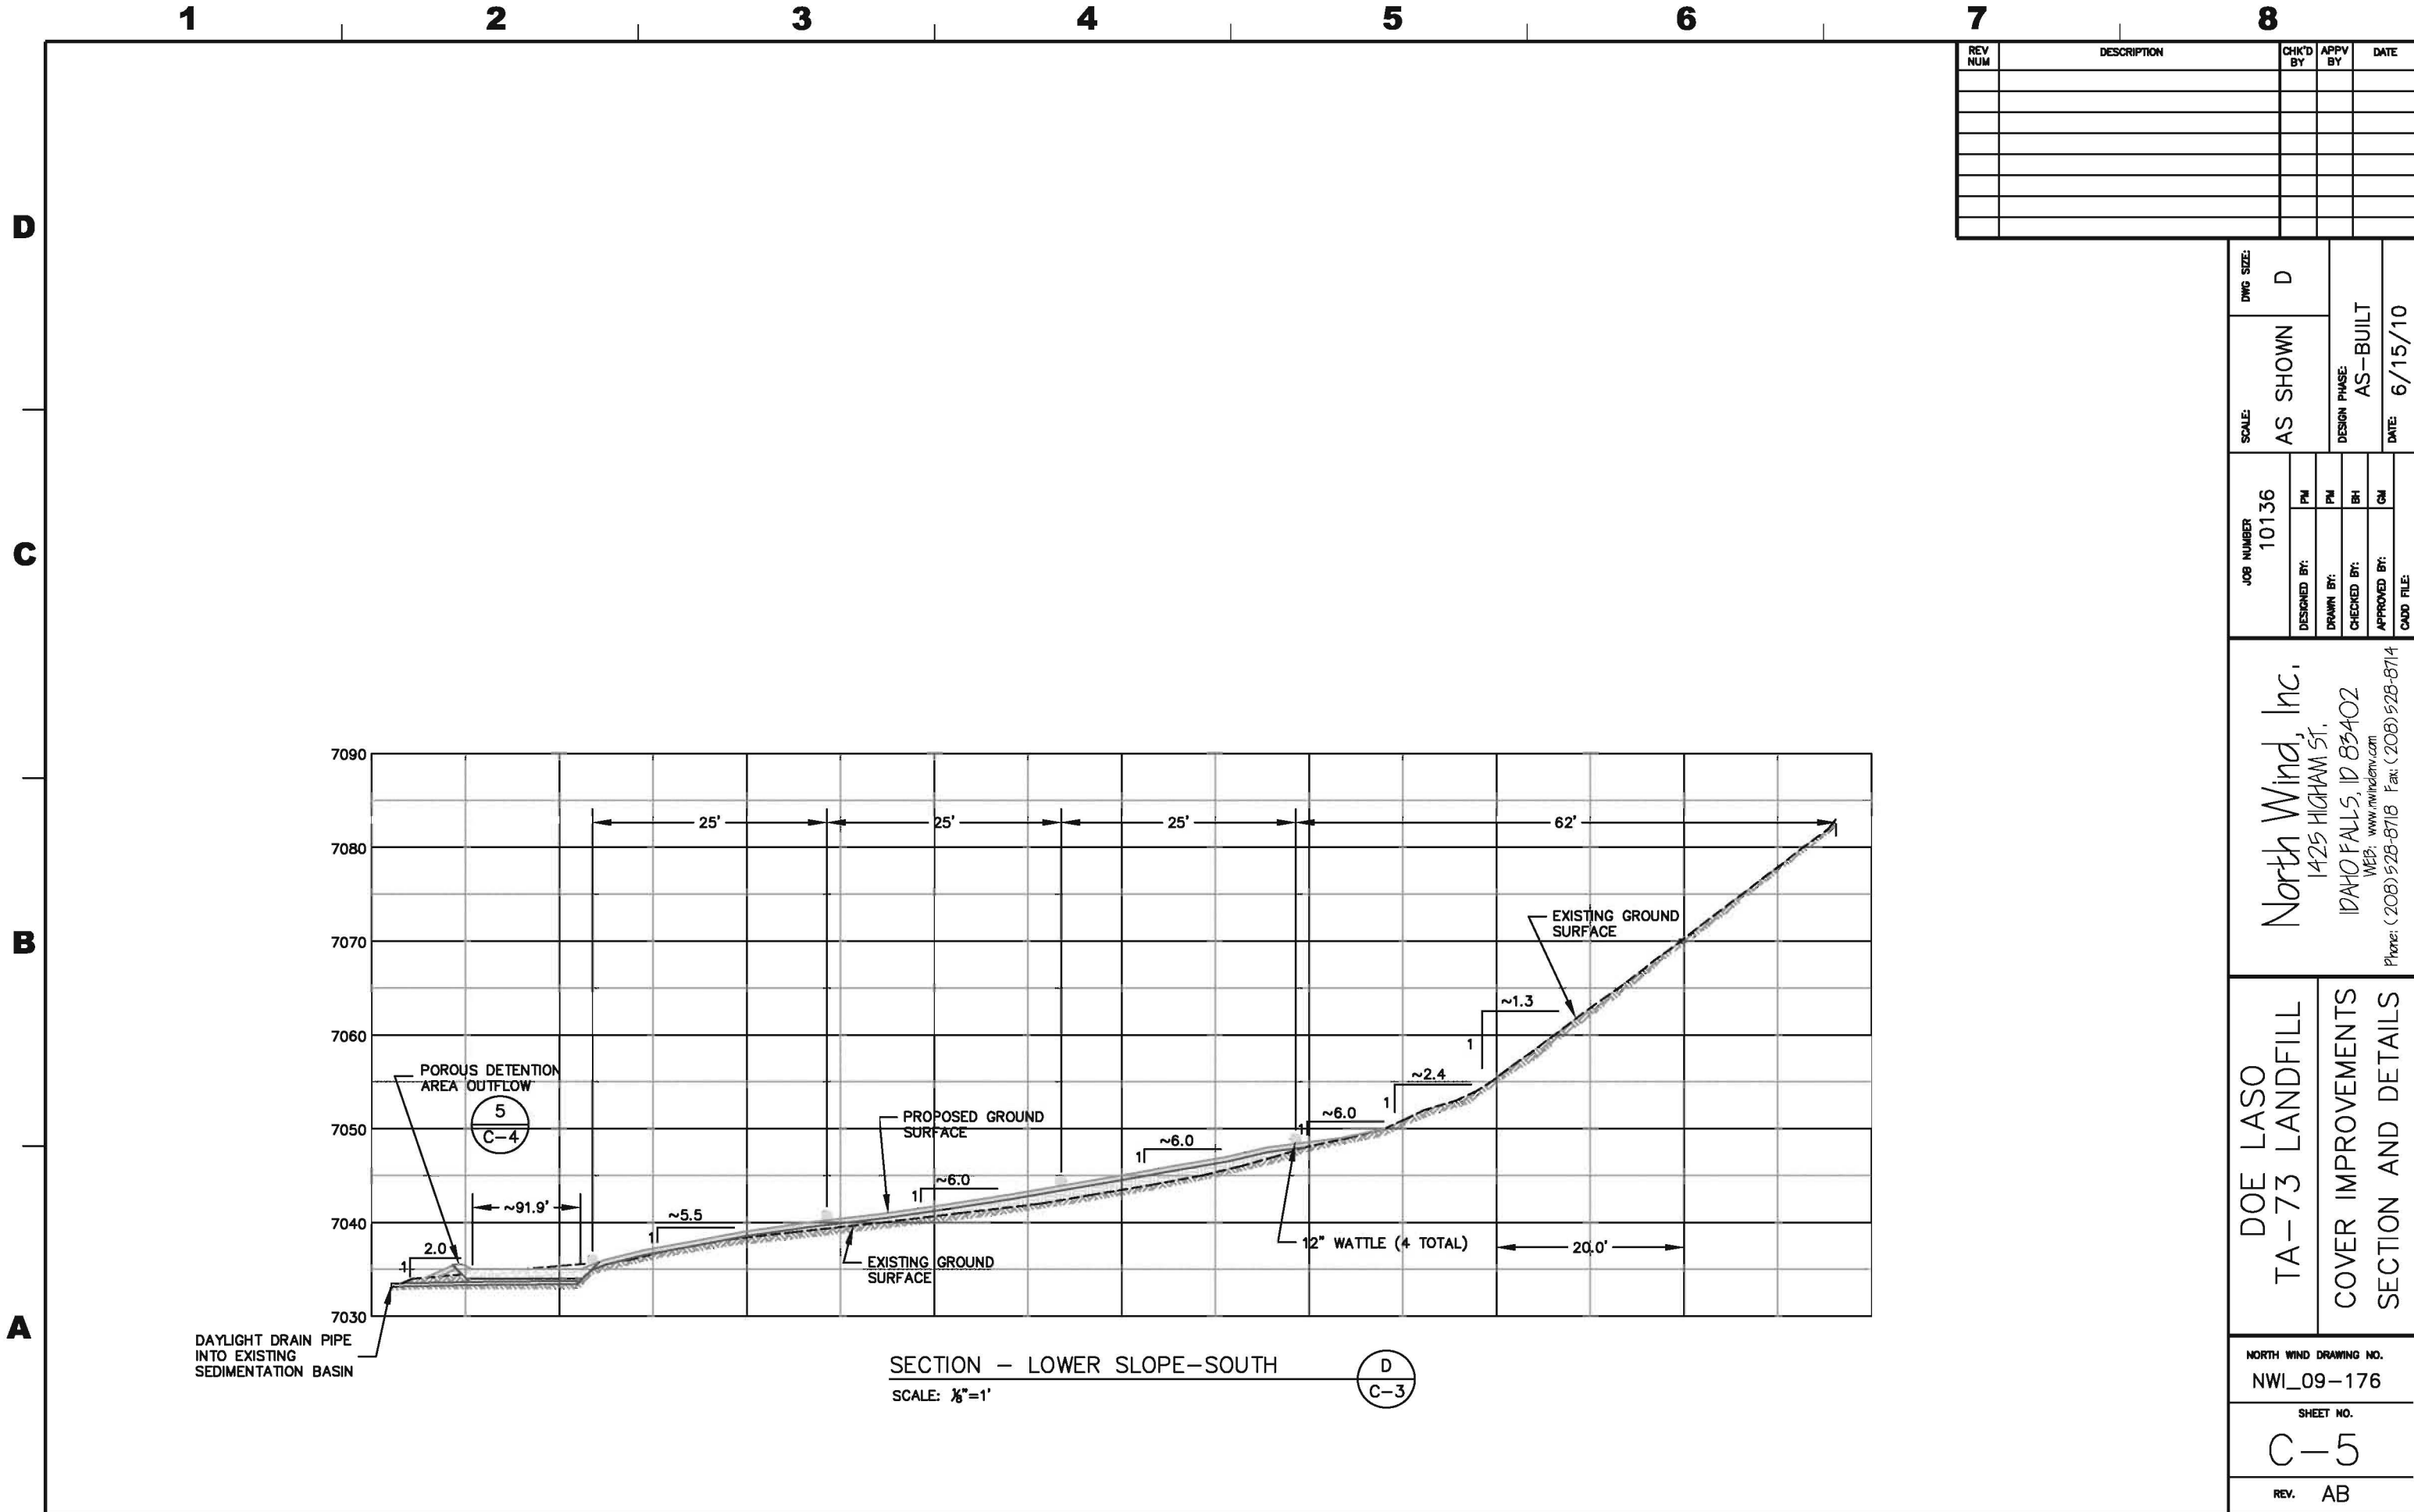 1 2 3 4 5 6 7 8
D
C
B
A
REV NUM
DESCRIPTION
CHK'D BY
APPV BY
DATE
DWG SIZE:
D
SCALE:
AS SHOWN
DESIGN PHASE:
AS-BUILT
DATE: 6/15/10
JOB NUMBER
10136
DESIGNED BY: PM
DRAWN BY: PM
CHECKED BY: BH
APPROVED BY: GM
CADD FILE:
North Wind, Inc.
1425 HIGHAM ST.
IDAHO FALLS, ID 83402
WEB: www.nwindenv.com
Phone: (208) 528-8718 Fax: (208) 528-8714
DOE LASO
TA-73 LANDFILL
COVER IMPROVEMENTS
SECTION AND DETAILS
NORTH WIND DRAWING NO.
NWI_09-176
SHEET NO.
C-5
REV. AB
7090
7080
7070
7060
7050
7040
7030
25' 25' 25' 62'
EXISTING GROUND
SURFACE
~1.3
1
~2.4
1
~6.0
1
~6.0
1
~6.0
1
~5.5
1
2.0
1
POROUS DETENTION
AREA OUTFLOW
5
C-4
PROPOSED GROUND
SURFACE
~91.9'
EXISTING GROUND
SURFACE
12" WATTLE (4 TOTAL)
20.0'
DAYLIGHT DRAIN PIPE
INTO EXISTING
SEDIMENTATION BASIN
SECTION - LOWER SLOPE-SOUTH
D
C-3
SCALE: ⅛"=1'